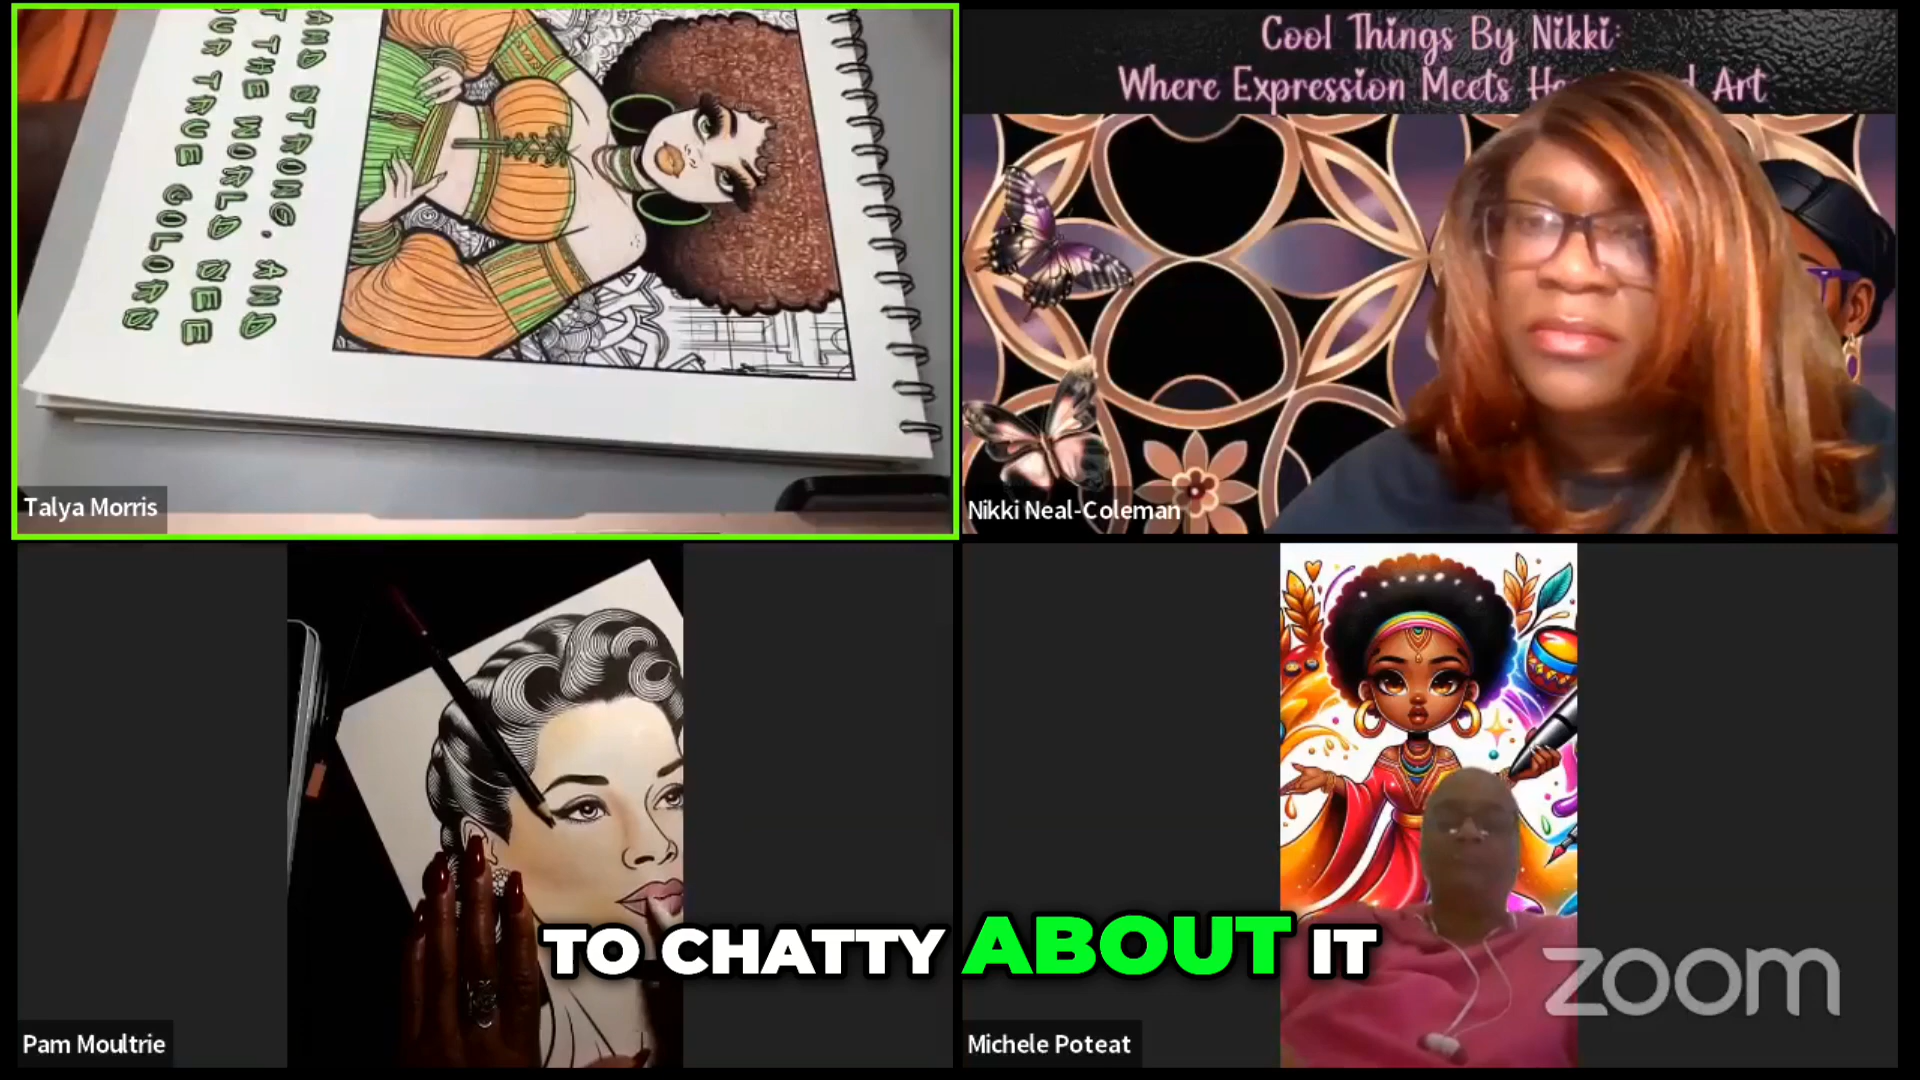 AND STRONG. AND
T THE WORLD SEE
OUR TRUE COLORS
Talya Morris
Cool Things By Nikki:
Where Expression Meets Art
Nikki Neal-Coleman
Pam Moultrie
Michele Poteat
TO CHATTY ABOUT IT
zoom